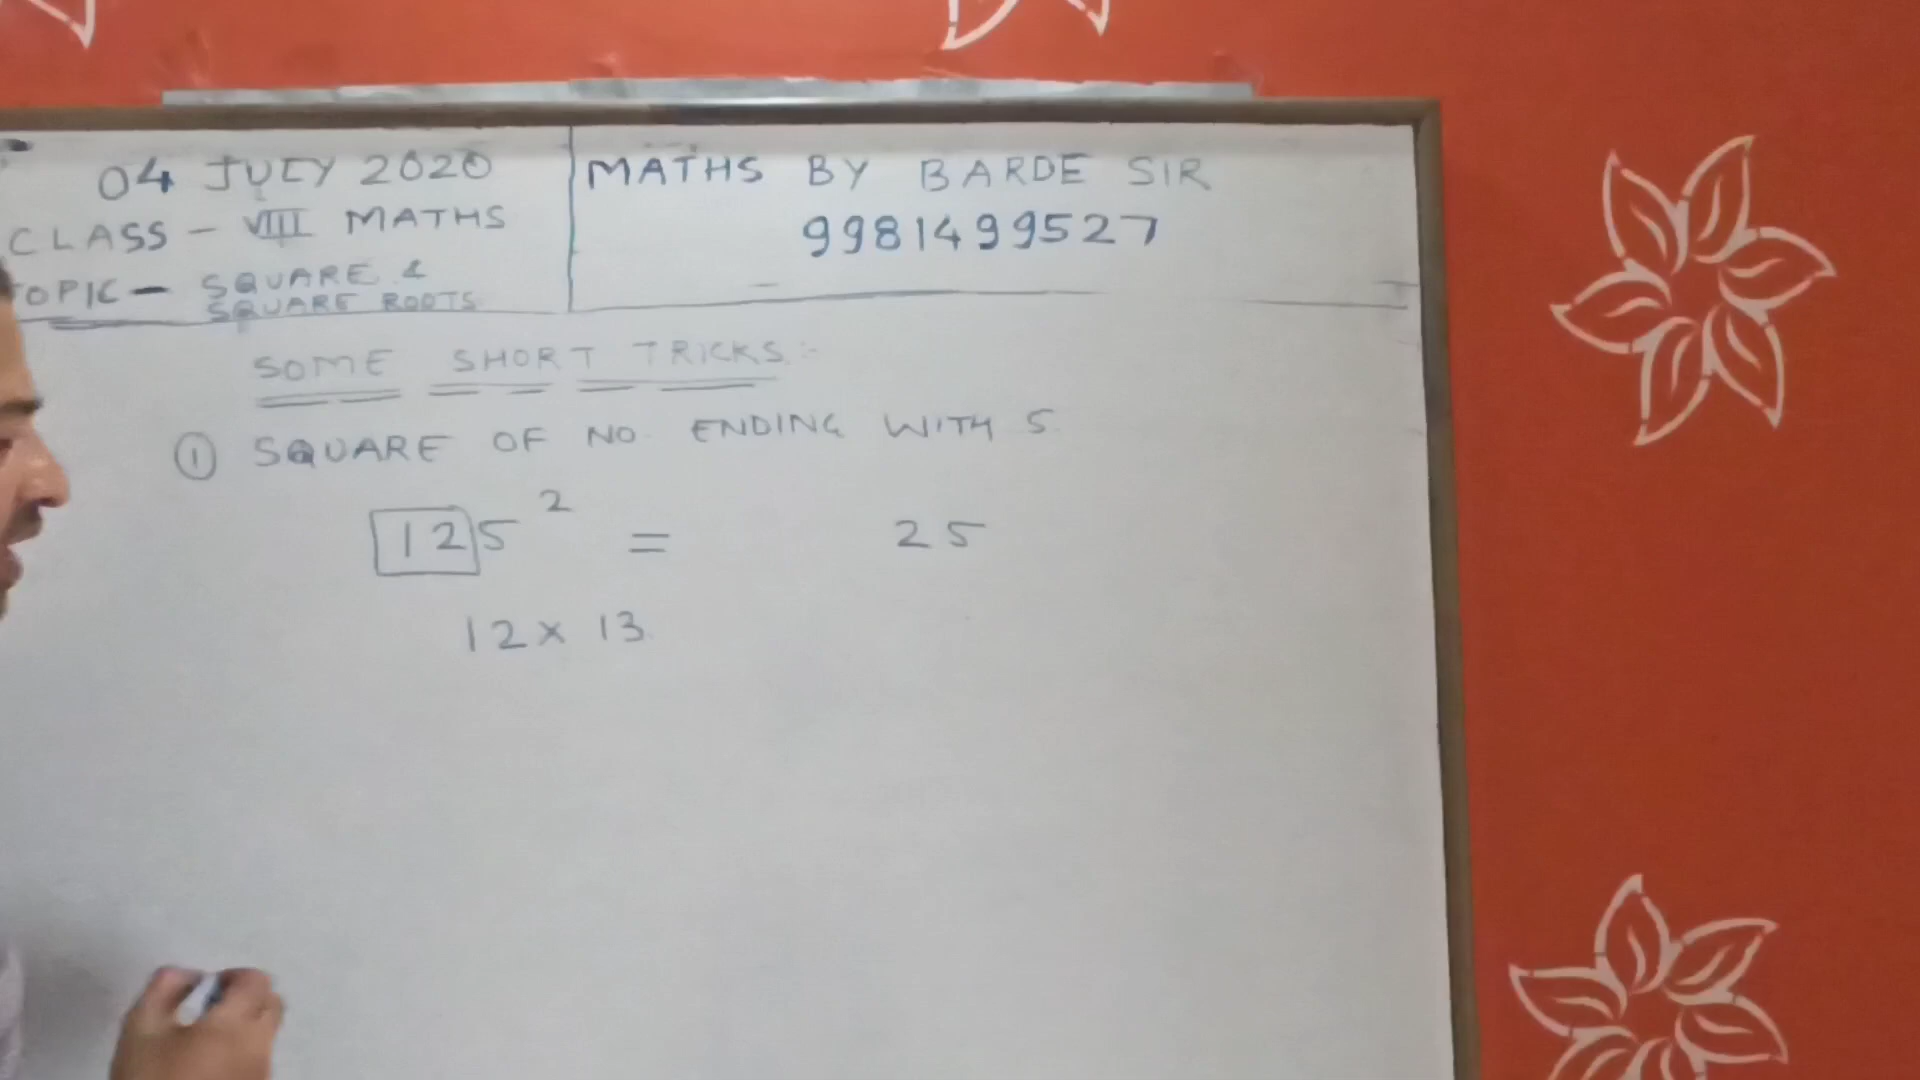 04 JULY 2020
CLASS - VIII MATHS
TOPIC - SQUARE &
SQUARE ROOTS
MATHS BY BARDE SIR
9981499527
SOME SHORT TRICKS :-
① SQUARE OF NO. ENDING WITH 5
125² = 25
12 × 13